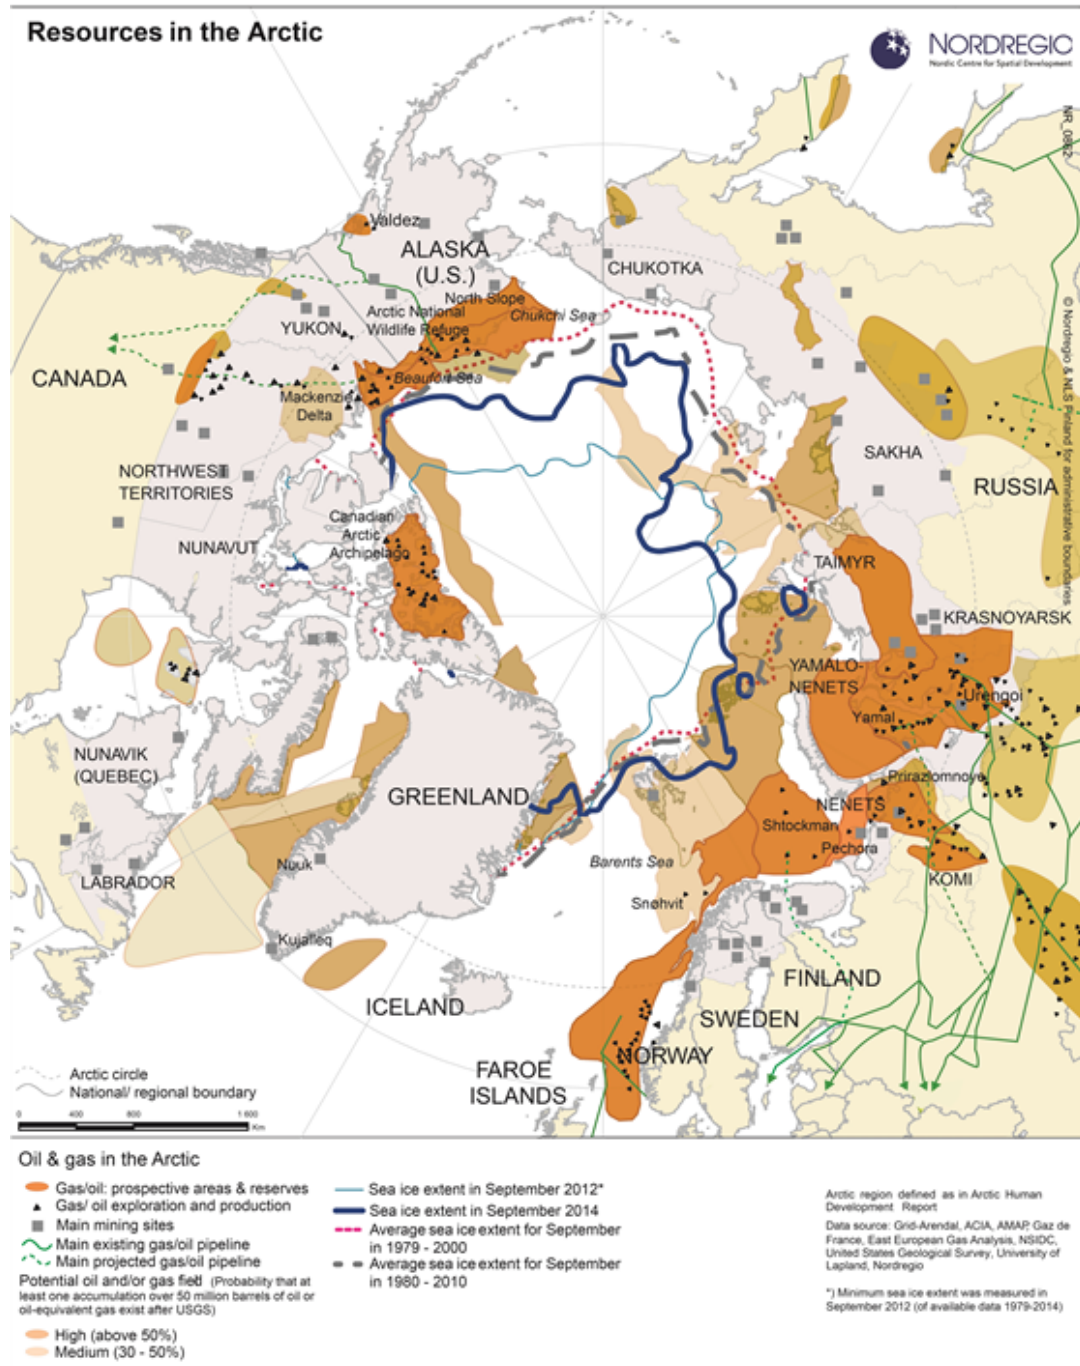 Resources in the Arctic
NORDREGIO
Nordic Centre for Spatial Development
NR_0862
© Nordregio & NLS Finland for administrative boundaries
Valdez
ALASKA
(U.S.)
CHUKOTKA
North Slope
Chukchi Sea
Arctic National
Wildlife Refuge
YUKON
CANADA
Beaufort Sea
Mackenzie
Delta
SAKHA
NORTHWEST
TERRITORIES
RUSSIA
Canadian
Arctic
Archipelago
NUNAVUT
TAIMYR
KRASNOYARSK
YAMALO-
NENETS
Urengoi
Yamal
NUNAVIK
(QUEBEC)
Prirazlomnoye
GREENLAND
NENETS
Shtockman
Pechora
Barents Sea
Nuuk
KOMI
LABRADOR
Snøhvit
Kujalleq
FINLAND
ICELAND
SWEDEN
NORWAY
FAROE
ISLANDS
Arctic circle
National/ regional boundary
0 400 800 1 600
Km
Oil & gas in the Arctic
Gas/oil: prospective areas & reserves
Gas/ oil exploration and production
Main mining sites
Main existing gas/oil pipeline
Main projected gas/oil pipeline
Potential oil and/or gas field (Probability that at
least one accumulation over 50 million barrels of oil or
oil-equivalent gas exist after USGS)
High (above 50%)
Medium (30 - 50%)
Sea ice extent in September 2012*
Sea ice extent in September 2014
Average sea ice extent for September
in 1979 - 2000
Average sea ice extent for September
in 1980 - 2010
Arctic region defined as in Arctic Human
Development Report
Data source: Grid-Arendal, ACIA, AMAP, Gaz de
France, East European Gas Analysis, NSIDC,
United States Geological Survey, University of
Lapland, Nordregio
*) Minimum sea ice extent was measured in
September 2012 (of available data 1979-2014)